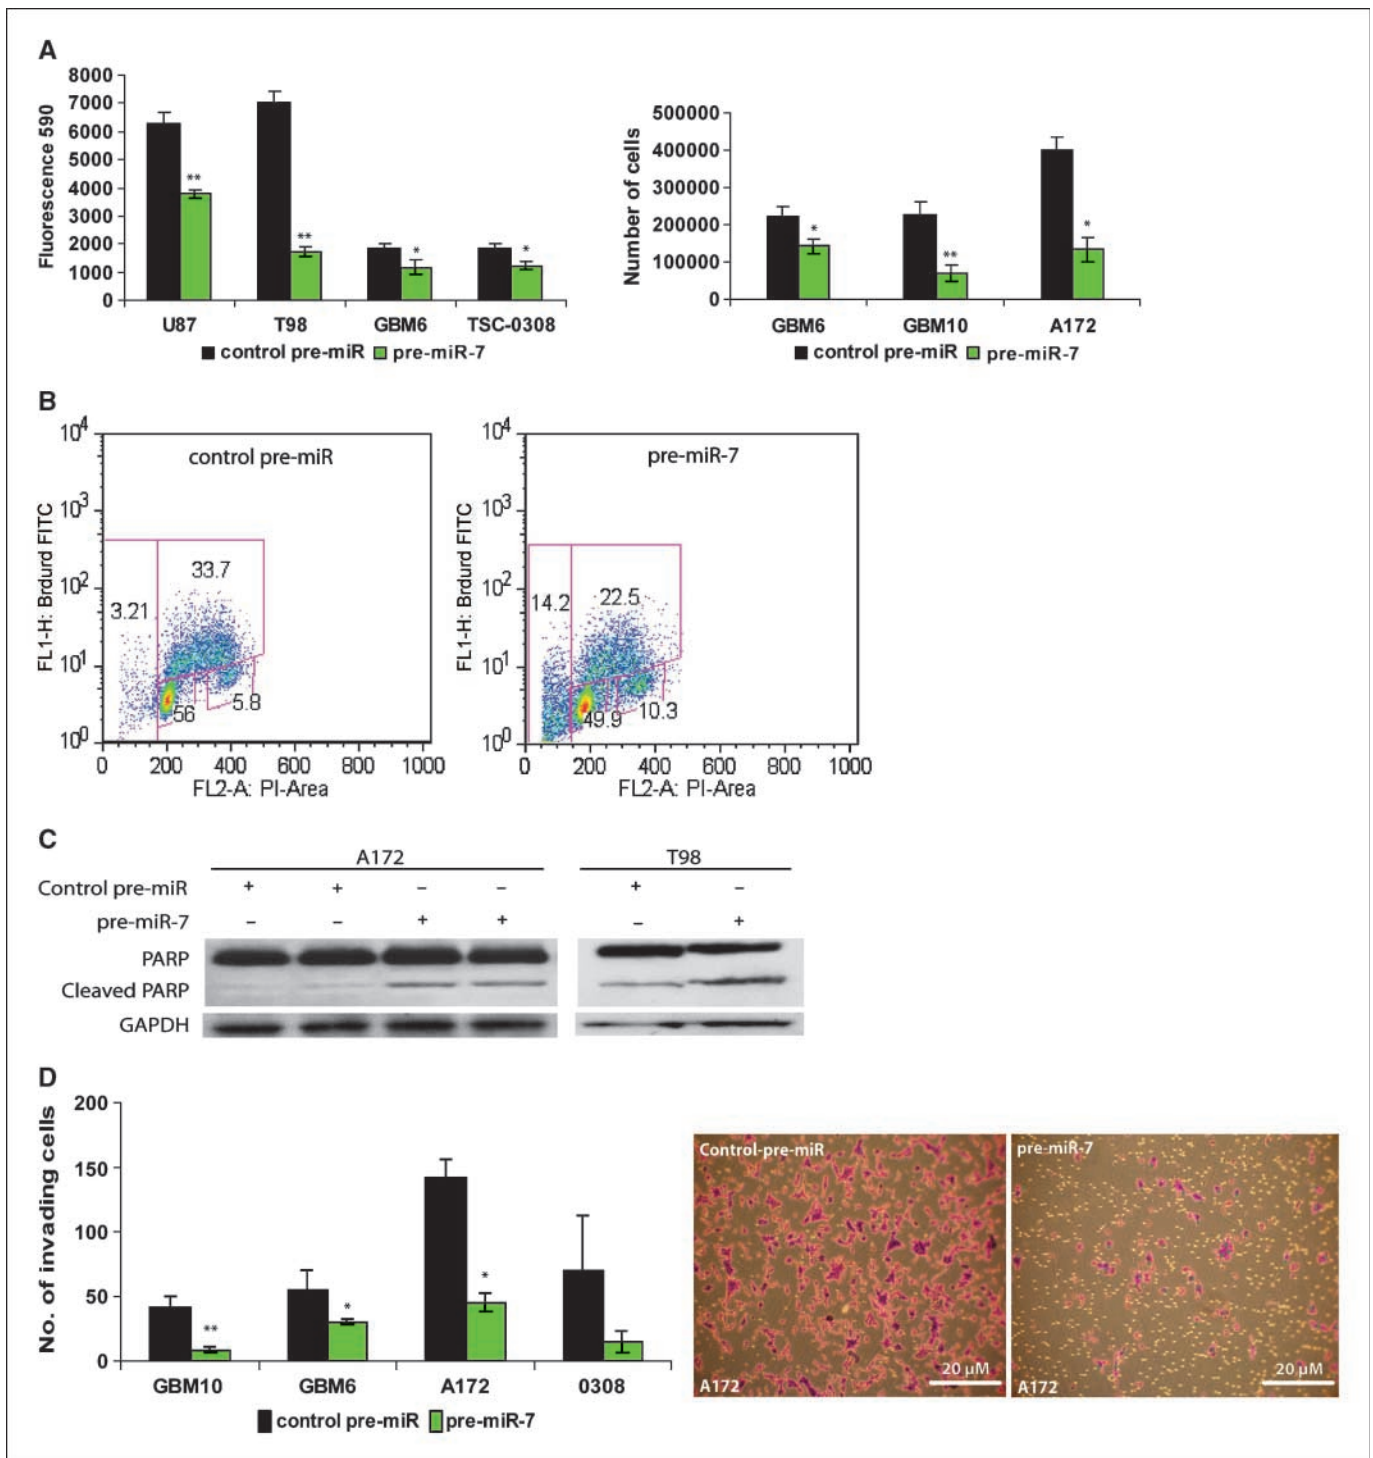 A
Fluorescence 590
8000
7000
6000
5000
4000
3000
2000
1000
0
**
**
*
*
U87 T98 GBM6 TSC-0308
control pre-miR pre-miR-7
Number of cells
500000
400000
300000
200000
100000
0
*
**
*
GBM6 GBM10 A172
control pre-miR pre-miR-7
B
FL1-H: Brdurd FITC
10^4
10^3
10^2
10^1
10^0
control pre-miR
33.7
3.21
56
5.8
0 200 400 600 800 1000
FL2-A: PI-Area
FL1-H: Brdurd FITC
10^4
10^3
10^2
10^1
10^0
pre-miR-7
14.2
22.5
49.9
10.3
0 200 400 600 800 1000
FL2-A: PI-Area
C
A172 T98
Control pre-miR + + – – + –
pre-miR-7 – – + + – +
PARP
Cleaved PARP
GAPDH
D
No. of invading cells
200
150
100
50
0
**
*
*
GBM10 GBM6 A172 0308
control pre-miR pre-miR-7
Control-pre-miR
A172
20 µM
pre-miR-7
A172
20 µM